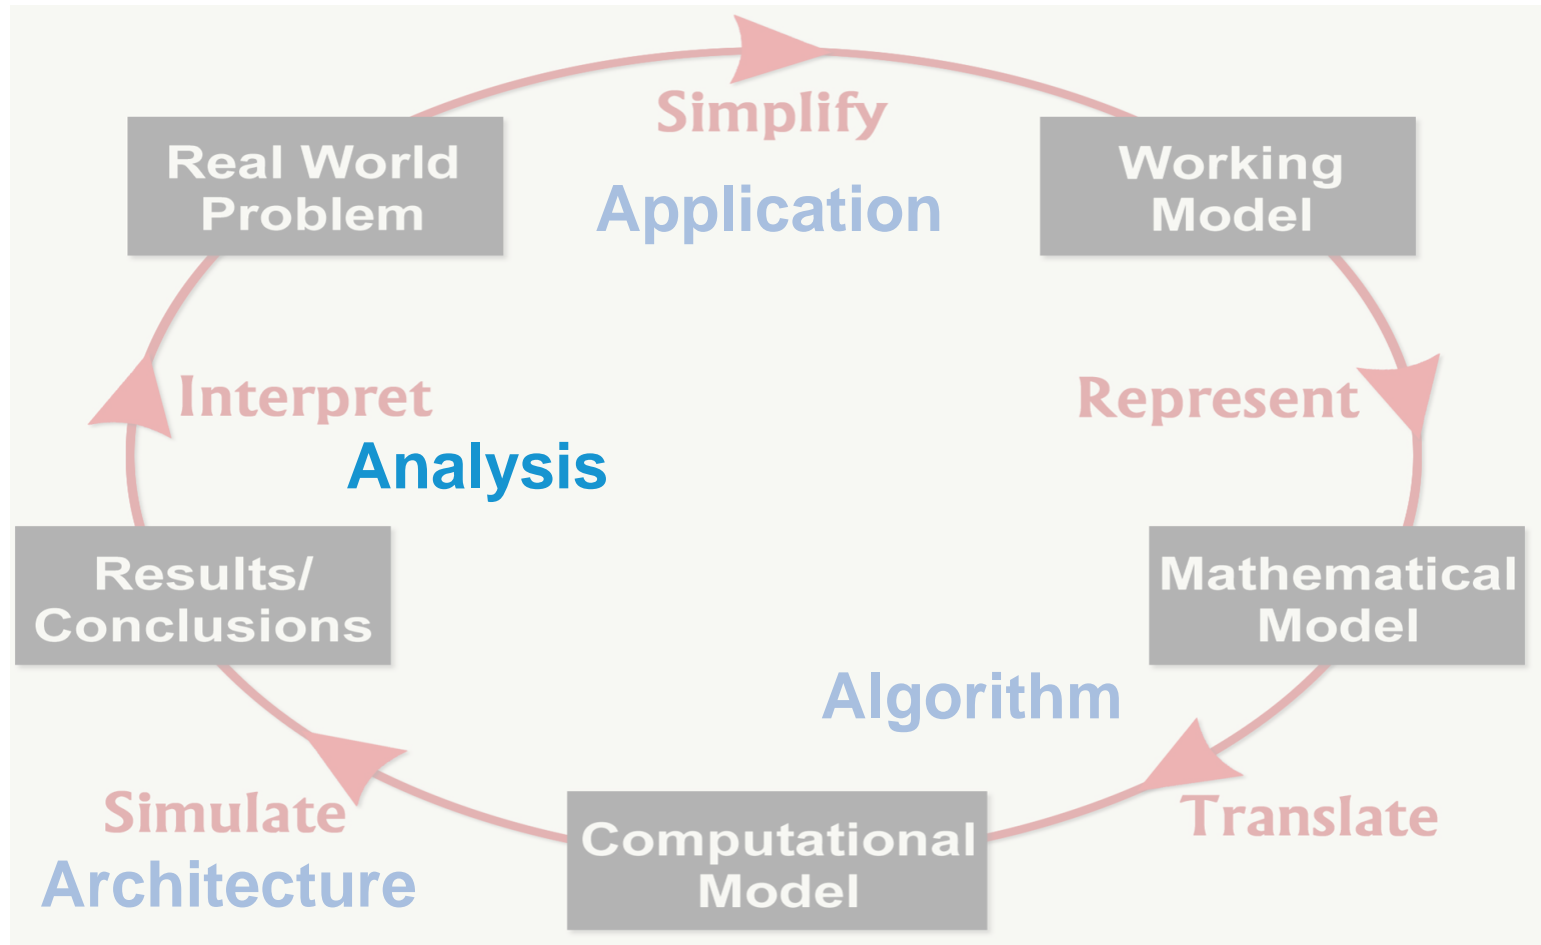 Simplify
Real World
Problem
Application
Working
Model
Interpret
Represent
Analysis
Results/
Conclusions
Mathematical
Model
Algorithm
Simulate
Architecture
Computational
Model
Translate